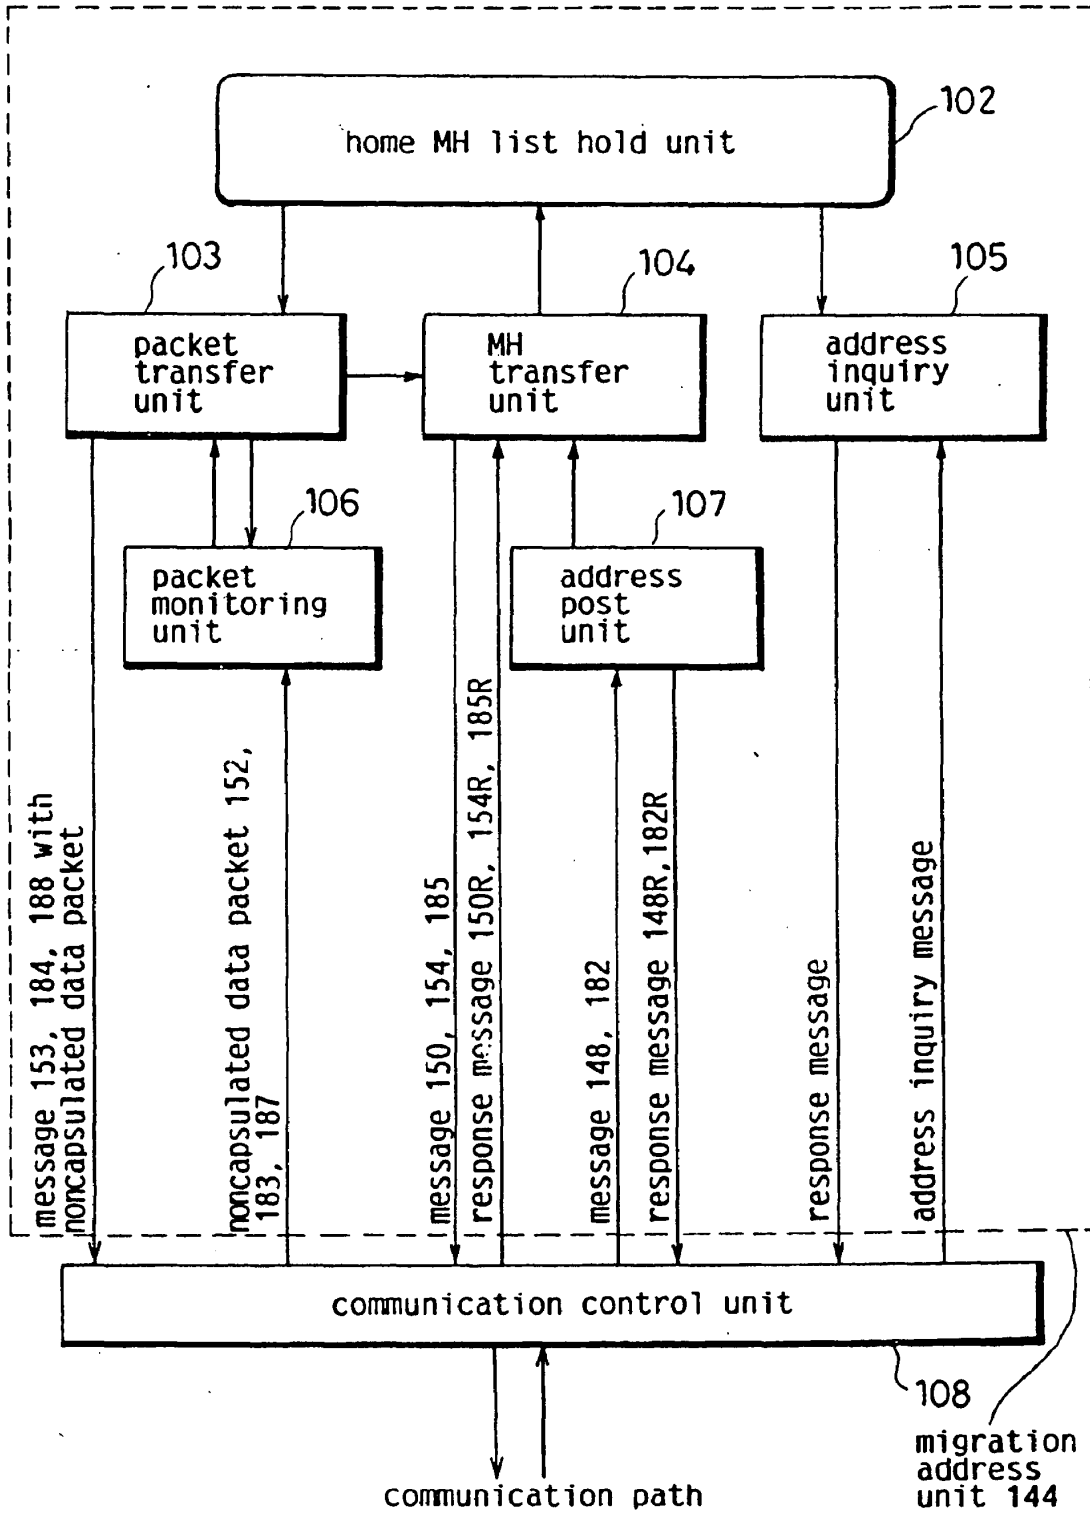 102
home MH list hold unit
103
104
105
packet
transfer
unit
MH
transfer
unit
address
inquiry
unit
106
107
packet
monitoring
unit
address
post
unit
message 153, 184, 188 with
noncapsulated data packet
noncapsulated data packet 152,
183, 187
message 150, 154, 185
response message 150R, 154R, 185R
message 148, 182
response message 148R,182R
response message
address inquiry message
communication control unit
108
migration
address
unit 144
communication path